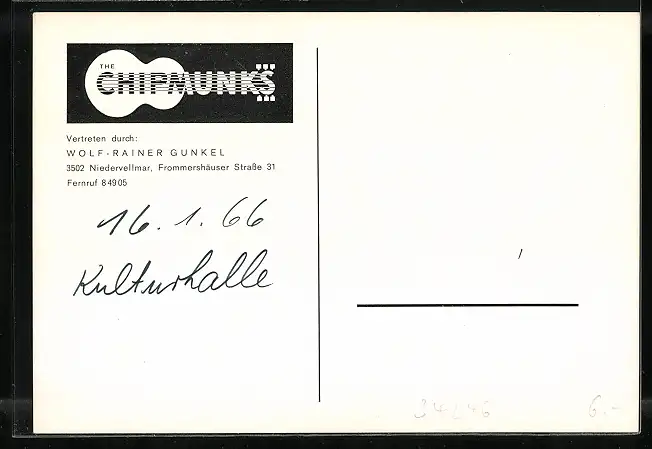 THE
CHIPMUNKS
Vertreten durch:
WOLF-RAINER GUNKEL
3502 Niedervellmar, Frommershäuser Straße 31
Fernruf 84905
16. 1. 66
Kulturhalle
6.-